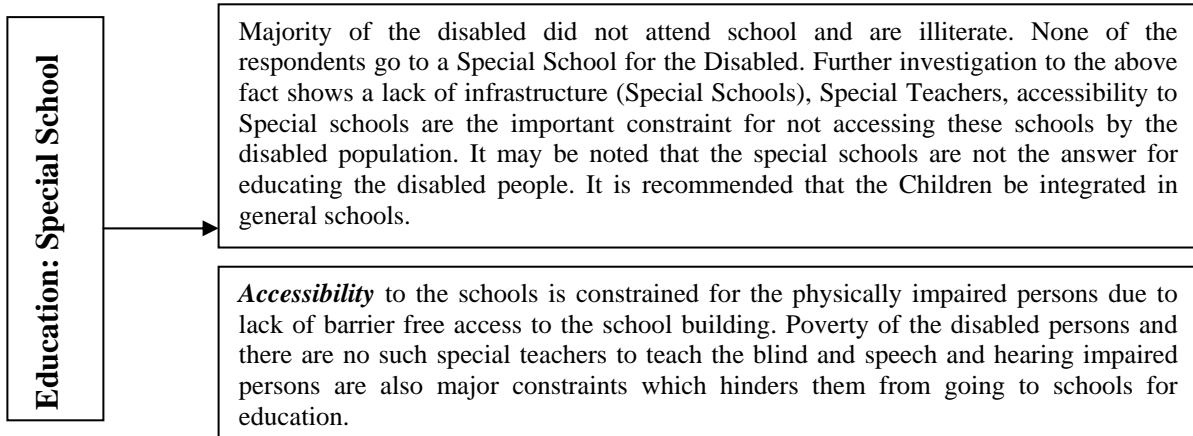 Education: Special School
Majority of the disabled did not attend school and are illiterate. None of the
respondents go to a Special School for the Disabled. Further investigation to the above
fact shows a lack of infrastructure (Special Schools), Special Teachers, accessibility to
Special schools are the important constraint for not accessing these schools by the
disabled population. It may be noted that the special schools are not the answer for
educating the disabled people. It is recommended that the Children be integrated in
general schools.
Accessibility to the schools is constrained for the physically impaired persons due to
lack of barrier free access to the school building. Poverty of the disabled persons and
there are no such special teachers to teach the blind and speech and hearing impaired
persons are also major constraints which hinders them from going to schools for
education.